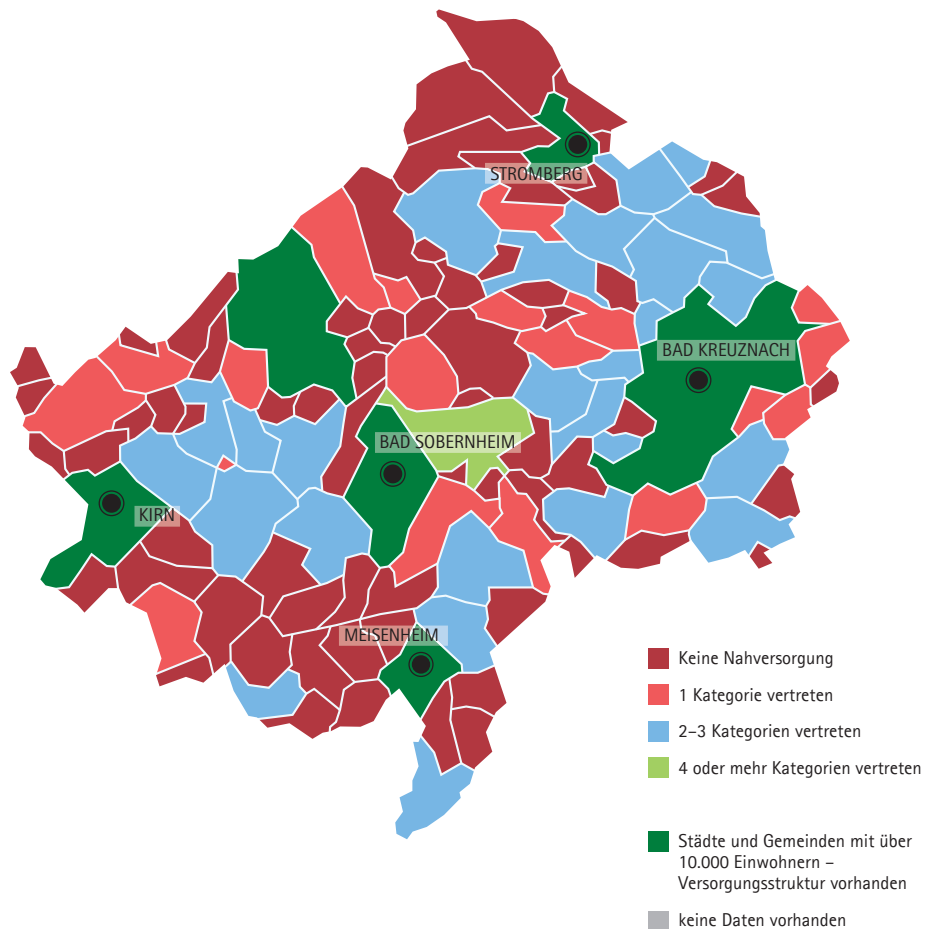 STROMBERG
BAD KREUZNACH
BAD SOBERNHEIM
KIRN
MEISENHEIM
Keine Nahversorgung
1 Kategorie vertreten
2–3 Kategorien vertreten
4 oder mehr Kategorien vertreten
Städte und Gemeinden mit über
10.000 Einwohnern –
Versorgungsstruktur vorhanden
keine Daten vorhanden